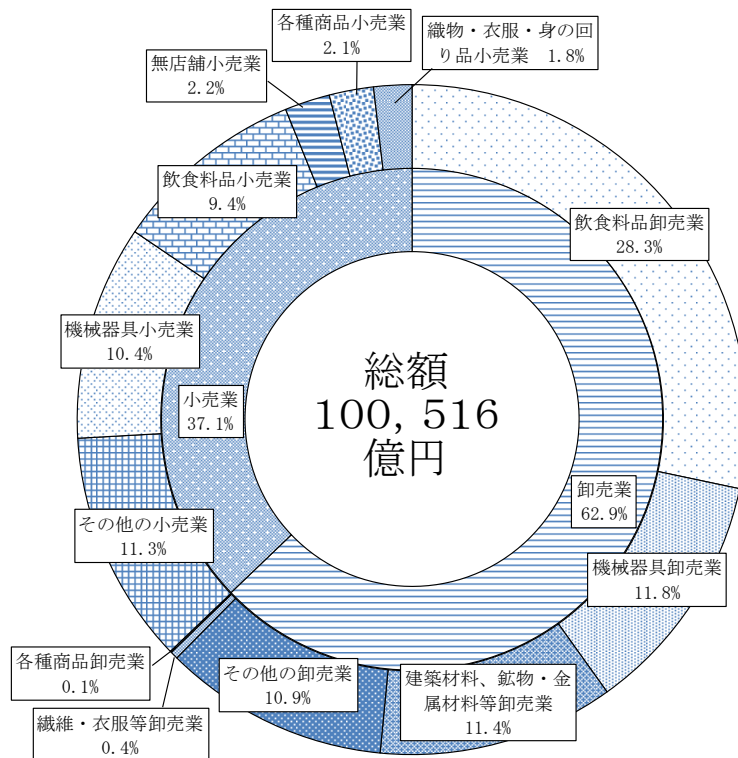 各種商品小売業
2.1%
織物・衣服・身の回
り品小売業　1.8%
無店舗小売業
2.2%
飲食料品小売業
9.4%
飲食料品卸売業
28.3%
機械器具小売業
10.4%
総額
100,516
億円
小売業
37.1%
卸売業
62.9%
その他の小売業
11.3%
機械器具卸売業
11.8%
各種商品卸売業
0.1%
その他の卸売業
10.9%
建築材料、鉱物・金
属材料等卸売業
11.4%
繊維・衣服等卸売業
0.4%